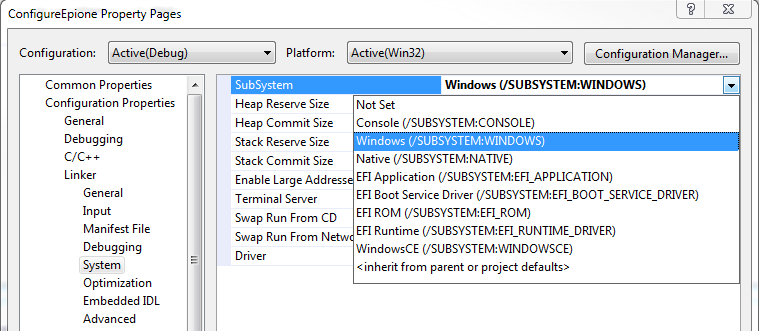 ConfigureEpione Property Pages
Configuration: Active(Debug) Platform: Active(Win32) Configuration Manager...
Common Properties
Configuration Properties
General
Debugging
C/C++
Linker
General
Input
Manifest File
Debugging
System
Optimization
Embedded IDL
Advanced
SubSystem Windows (/SUBSYSTEM:WINDOWS)
Heap Reserve Size
Heap Commit Size
Stack Reserve Size
Stack Commit Size
Enable Large Addresse
Terminal Server
Swap Run From CD
Swap Run From Netwo
Driver
Not Set
Console (/SUBSYSTEM:CONSOLE)
Windows (/SUBSYSTEM:WINDOWS)
Native (/SUBSYSTEM:NATIVE)
EFI Application (/SUBSYSTEM:EFI_APPLICATION)
EFI Boot Service Driver (/SUBSYSTEM:EFI_BOOT_SERVICE_DRIVER)
EFI ROM (/SUBSYSTEM:EFI_ROM)
EFI Runtime (/SUBSYSTEM:EFI_RUNTIME_DRIVER)
WindowsCE (/SUBSYSTEM:WINDOWSCE)
<inherit from parent or project defaults>